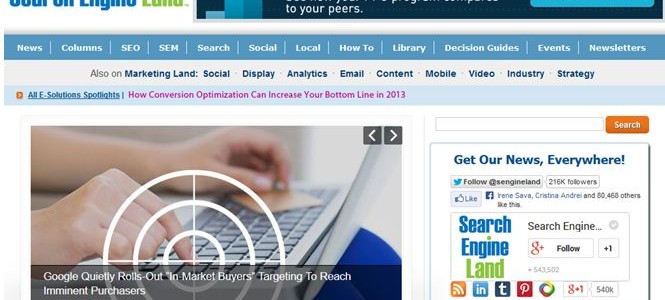 Search Engine Land
to your peers.
News | Columns | SEO | SEM | Search | Social | Local | How To | Library | Decision Guides | Events | Newsletters
Also on Marketing Land: Social · Display · Analytics · Email · Content · Mobile · Video · Industry · Strategy
All E-Solutions Spotlights | How Conversion Optimization Can Increase Your Bottom Line in 2013
Search
Google Quietly Rolls-Out "In-Market Buyers" Targeting To Reach
Imminent Purchasers
Get Our News, Everywhere!
Follow @sengineland 216K followers
Like Irene Sava, Cristina Andrei and 80,468 others
like this.
Search
Engine
Land
Search Engine...
g+ Follow +1
+ 543,502
g+1 540k